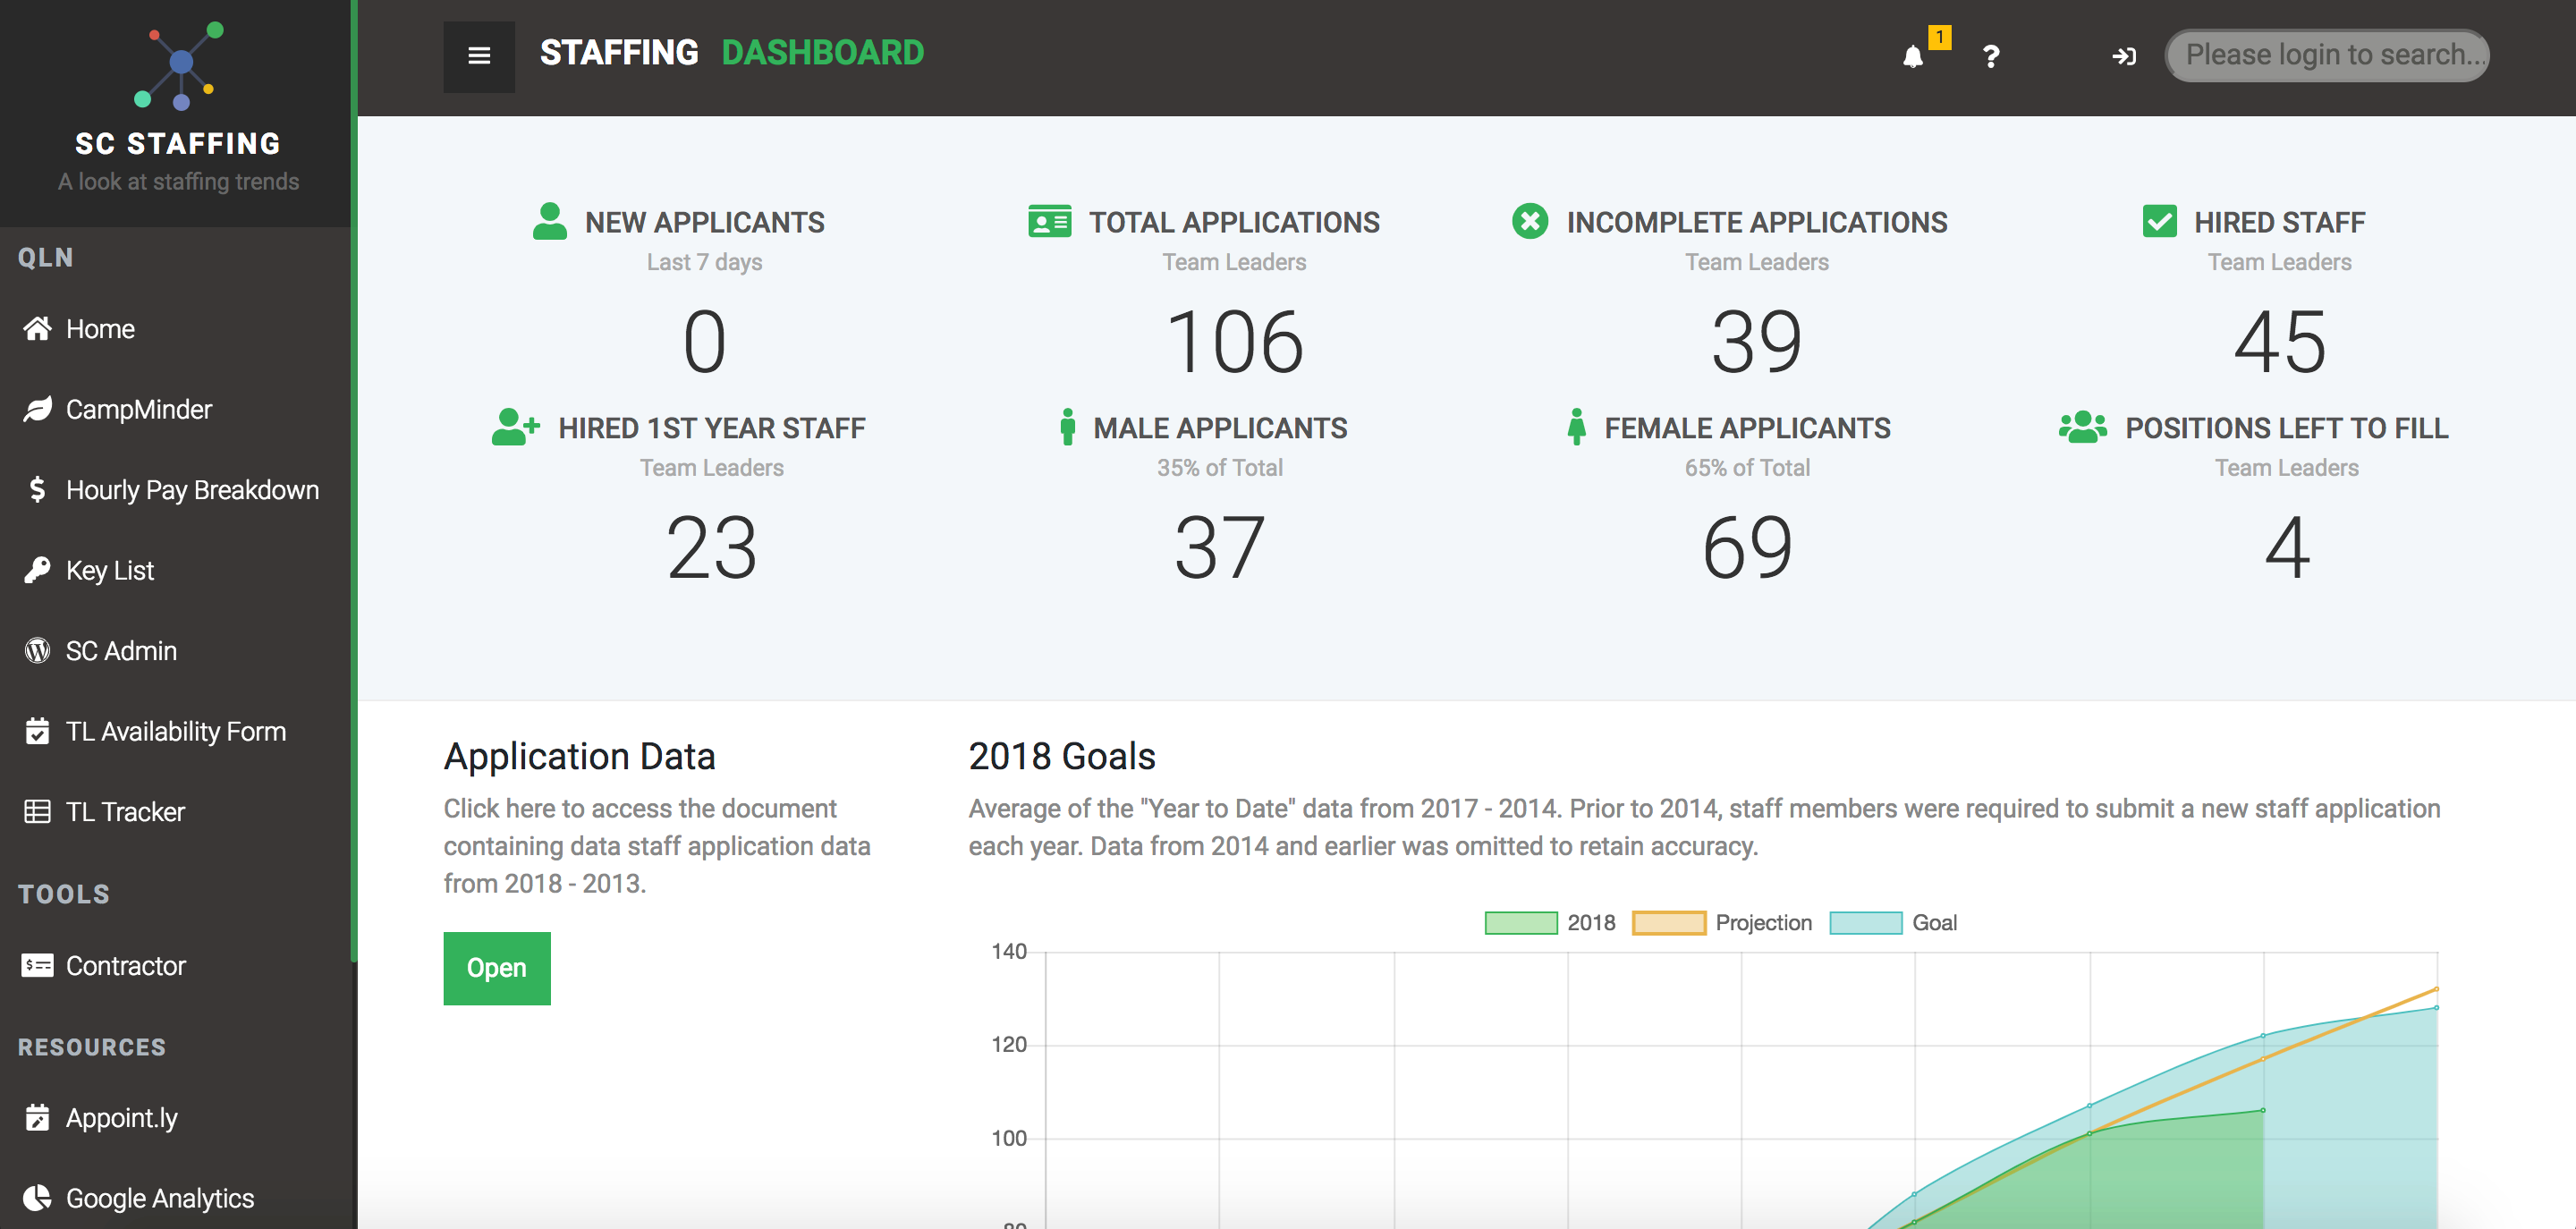 SC STAFFING
A look at staffing trends
QLN
Home
CampMinder
Hourly Pay Breakdown
Key List
SC Admin
TL Availability Form
TL Tracker
TOOLS
Contractor
RESOURCES
Appoint.ly
Google Analytics
STAFFING DASHBOARD
1
?
Please login to search...
NEW APPLICANTS
Last 7 days
0
TOTAL APPLICATIONS
Team Leaders
106
INCOMPLETE APPLICATIONS
Team Leaders
39
HIRED STAFF
Team Leaders
45
HIRED 1ST YEAR STAFF
Team Leaders
23
MALE APPLICANTS
35% of Total
37
FEMALE APPLICANTS
65% of Total
69
POSITIONS LEFT TO FILL
Team Leaders
4
Application Data
Click here to access the document
containing data staff application data
from 2018 - 2013.
Open
2018 Goals
Average of the "Year to Date" data from 2017 - 2014. Prior to 2014, staff members were required to submit a new staff application
each year. Data from 2014 and earlier was omitted to retain accuracy.
2018 Projection Goal
140
120
100
80